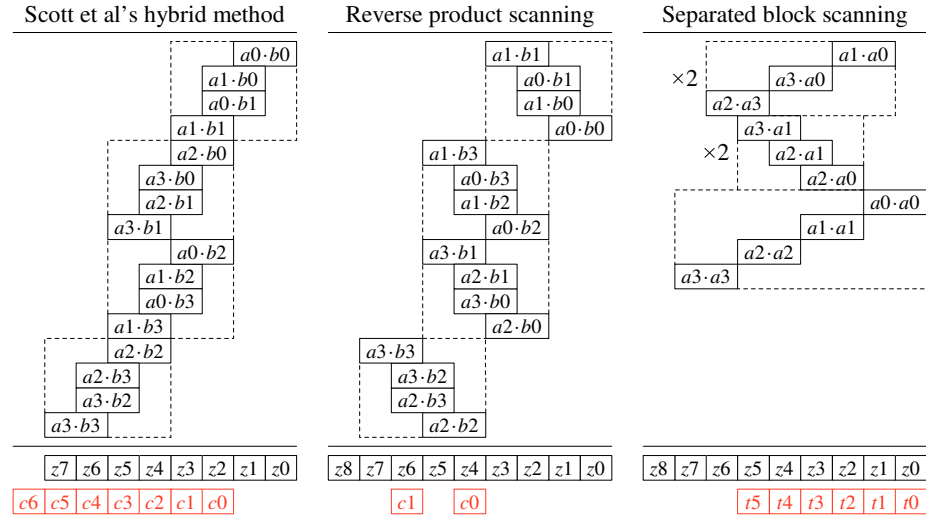 Scott et al's hybrid method
a0·b0
a1·b0
a0·b1
a1·b1
a2·b0
a3·b0
a2·b1
a3·b1
a0·b2
a1·b2
a0·b3
a1·b3
a2·b2
a2·b3
a3·b2
a3·b3
z7 z6 z5 z4 z3 z2 z1 z0
c6 c5 c4 c3 c2 c1 c0
Reverse product scanning
a1·b1
a0·b1
a1·b0
a0·b0
a1·b3
a0·b3
a1·b2
a0·b2
a3·b1
a2·b1
a3·b0
a2·b0
a3·b3
a3·b2
a2·b3
a2·b2
z8 z7 z6 z5 z4 z3 z2 z1 z0
c1 c0
Separated block scanning
a1·a0
×2 a3·a0
a2·a3
a3·a1
×2 a2·a1
a2·a0
a0·a0
a1·a1
a2·a2
a3·a3
z8 z7 z6 z5 z4 z3 z2 z1 z0
t5 t4 t3 t2 t1 t0